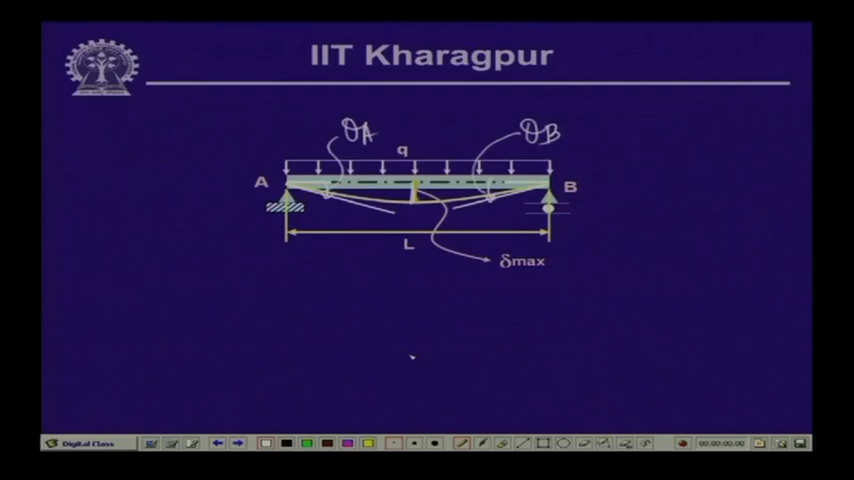 IIT Kharagpur
θA
θB
q
A
B
L
δmax
Digital Class
00:00:00.00